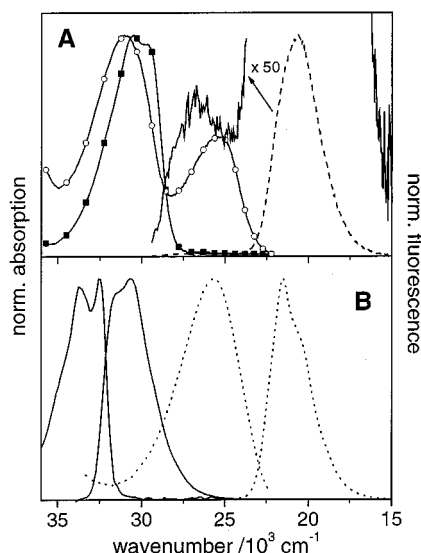 A
x 50
norm. absorption
norm. fluorescence
B
35 30 25 20 15
wavenumber /10³ cm⁻¹